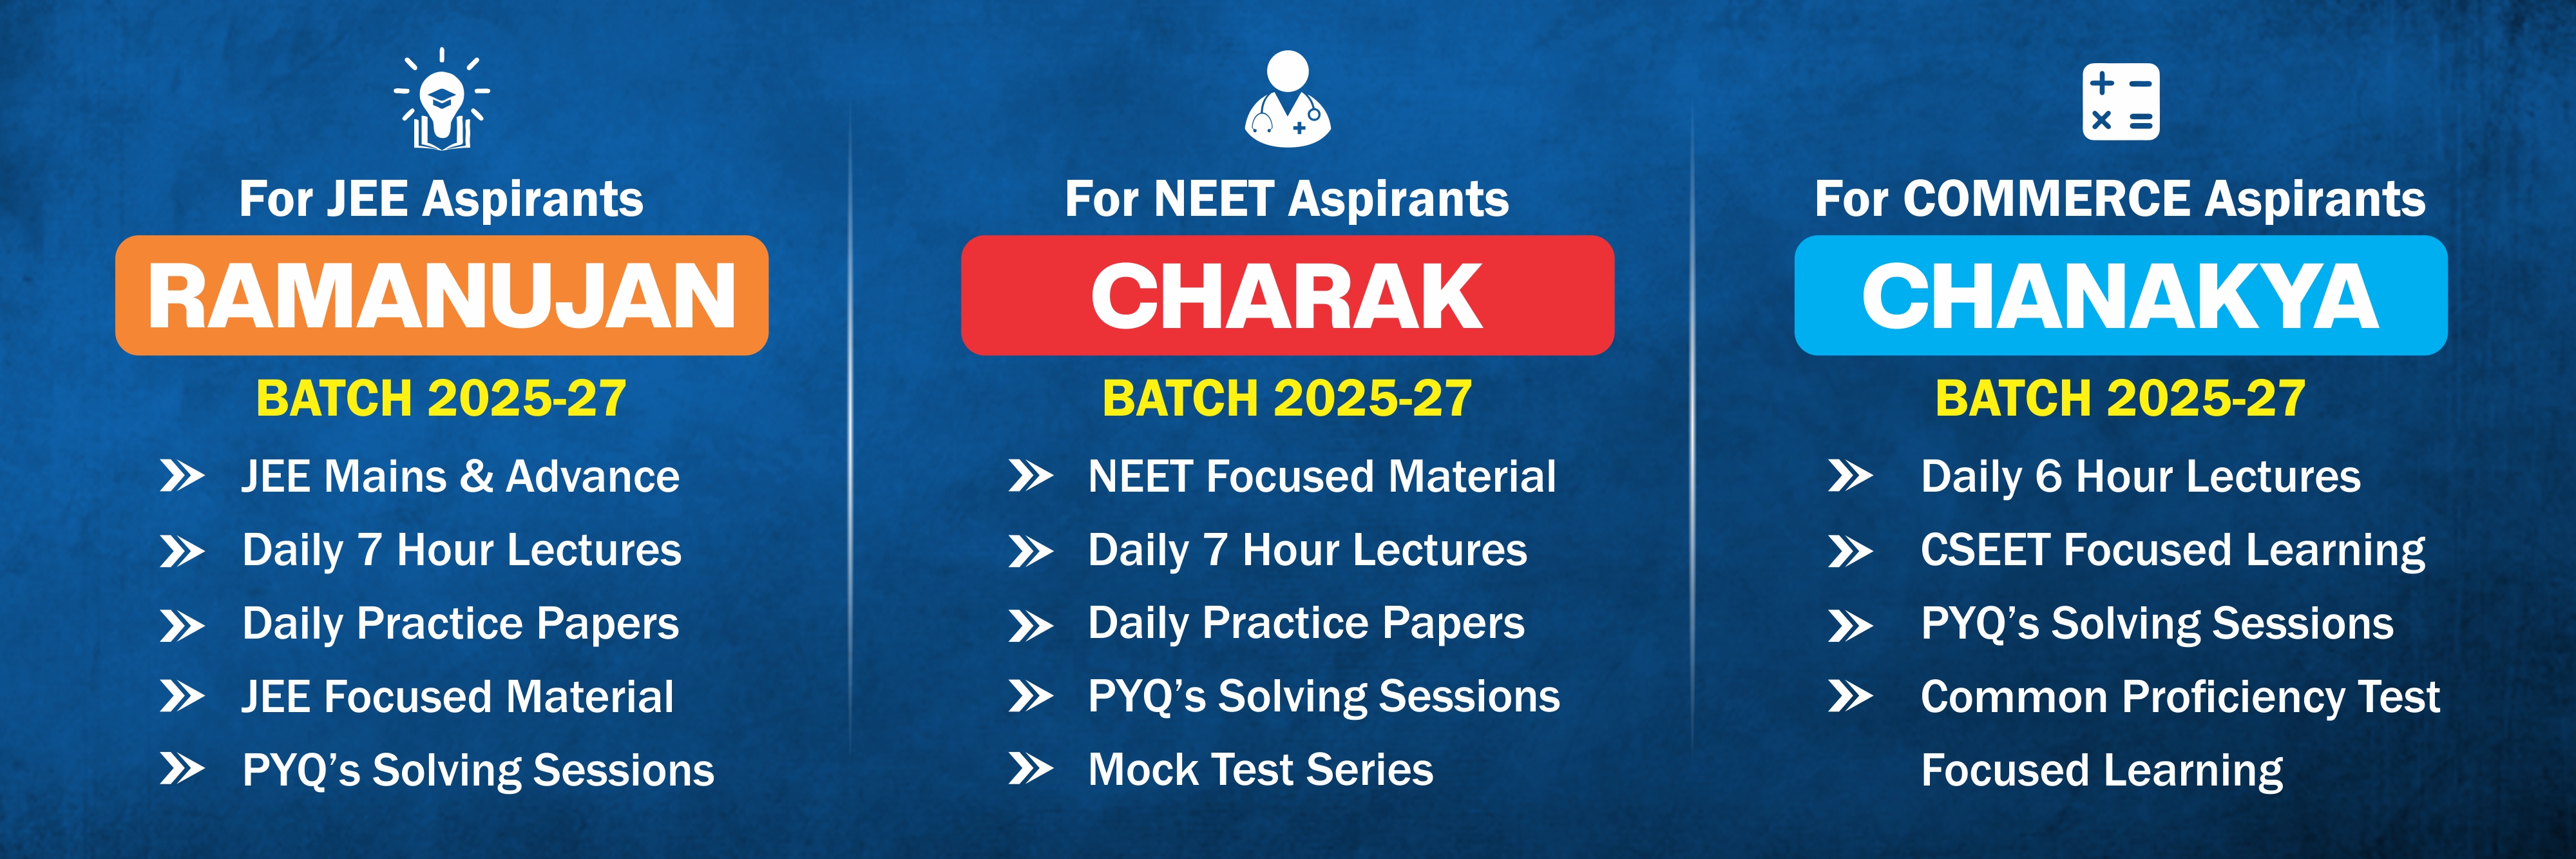 For JEE Aspirants
RAMANUJAN
BATCH 2025-27
JEE Mains & Advance
Daily 7 Hour Lectures
Daily Practice Papers
JEE Focused Material
PYQ’s Solving Sessions
For NEET Aspirants
CHARAK
BATCH 2025-27
NEET Focused Material
Daily 7 Hour Lectures
Daily Practice Papers
PYQ’s Solving Sessions
Mock Test Series
For COMMERCE Aspirants
CHANAKYA
BATCH 2025-27
Daily 6 Hour Lectures
CSEET Focused Learning
PYQ’s Solving Sessions
Common Proficiency Test
Focused Learning